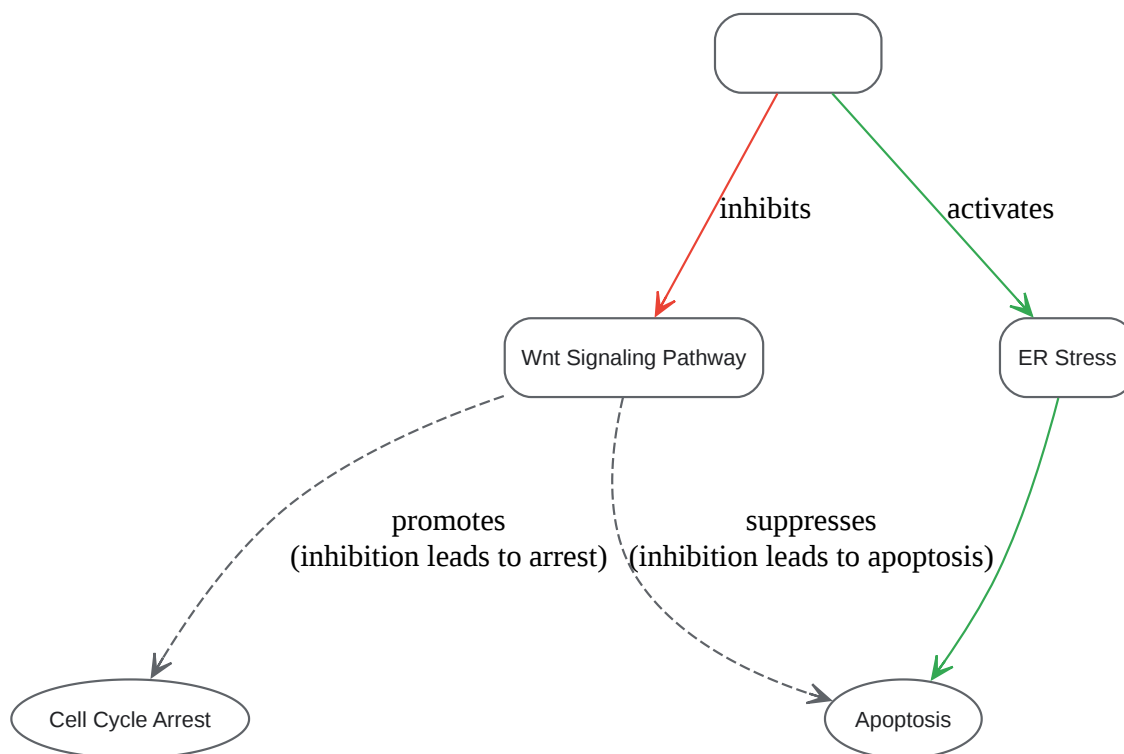 inhibits
activates
Wnt Signaling Pathway
ER Stress
promotes
(inhibition leads to arrest)
suppresses
(inhibition leads to apoptosis)
Cell Cycle Arrest
Apoptosis